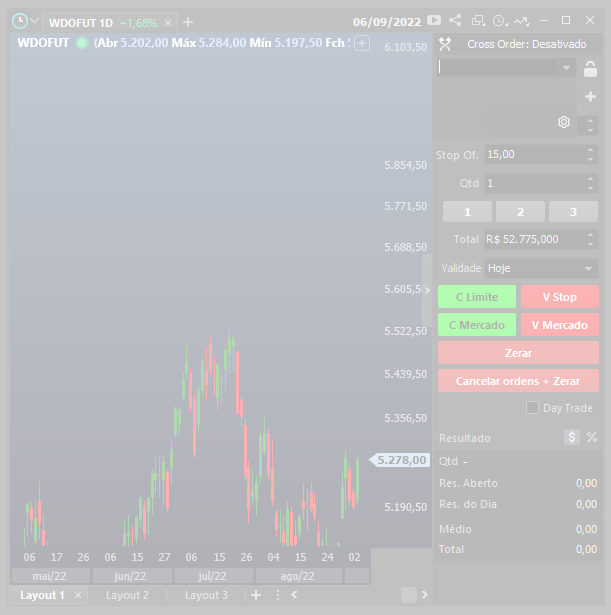 WDOFUT 1D +1,68% × + 06/09/2022
WDOFUT (Abr 5.202,00 Máx 5.284,00 Mín 5.197,50 Fch
Cross Order: Desativado
6.103,50
5.854,50
5.771,50
5.688,50
5.605,5
5.522,50
5.439,50
5.356,50
5.278,00
5.190,50
06 17 26 06 15 27 06 15 26 04 15 24 02
mai/22 jun/22 jul/22 ago/22
Layout 1 × Layout 2 Layout 3 +
Stop Of. 15,00
Qtd 1
1 2 3
Total R$ 52.775,000
Validade Hoje
C Limite V Stop
C Mercado V Mercado
Zerar
Cancelar ordens + Zerar
Day Trade
Resultado $ %
Qtd -
Res. Aberto 0,00
Res. do Dia 0,00
Médio 0,00
Total 0,00